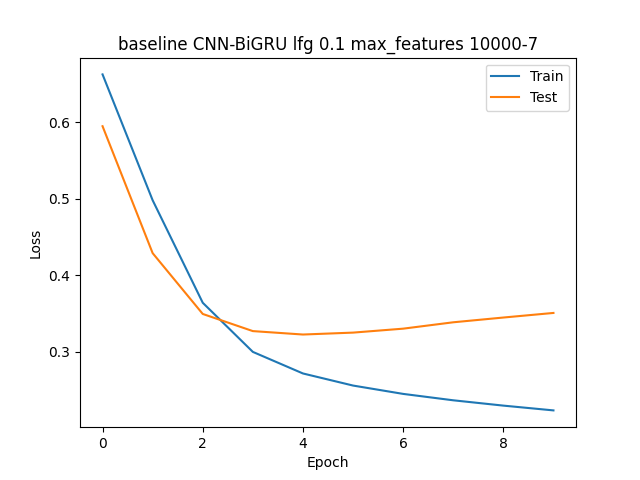 baseline CNN-BiGRU lfg 0.1 max_features 10000-7
Train
Test
0.6
0.5
0.4
0.3
Loss
0 2 4 6 8
Epoch